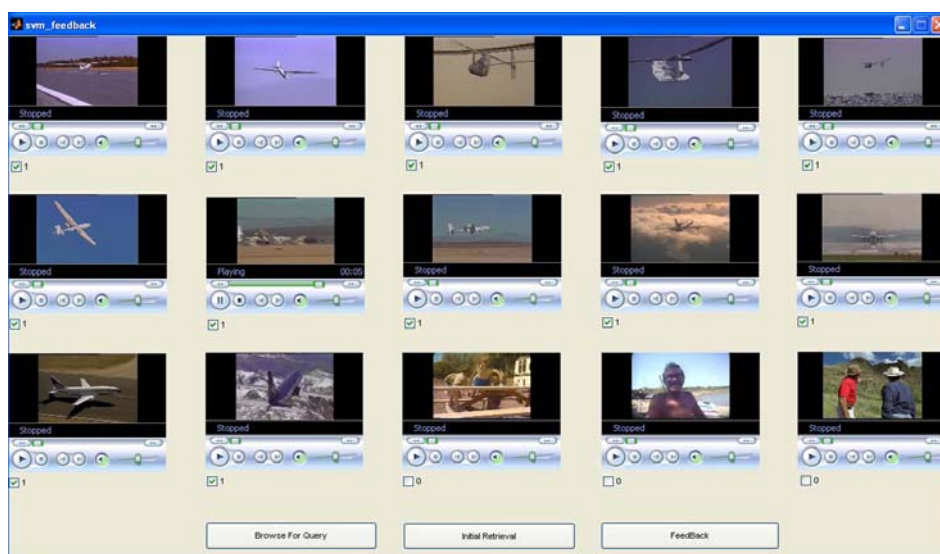 svm_feedback
Stopped Stopped Stopped Stopped Stopped
1 1 1 1 1
Stopped Playing 00:05 Stopped Stopped Stopped
1 1 1 1 1
Stopped Stopped Stopped Stopped Stopped
1 1 0 0 0
Browse For Query Initial Retrieval FeedBack